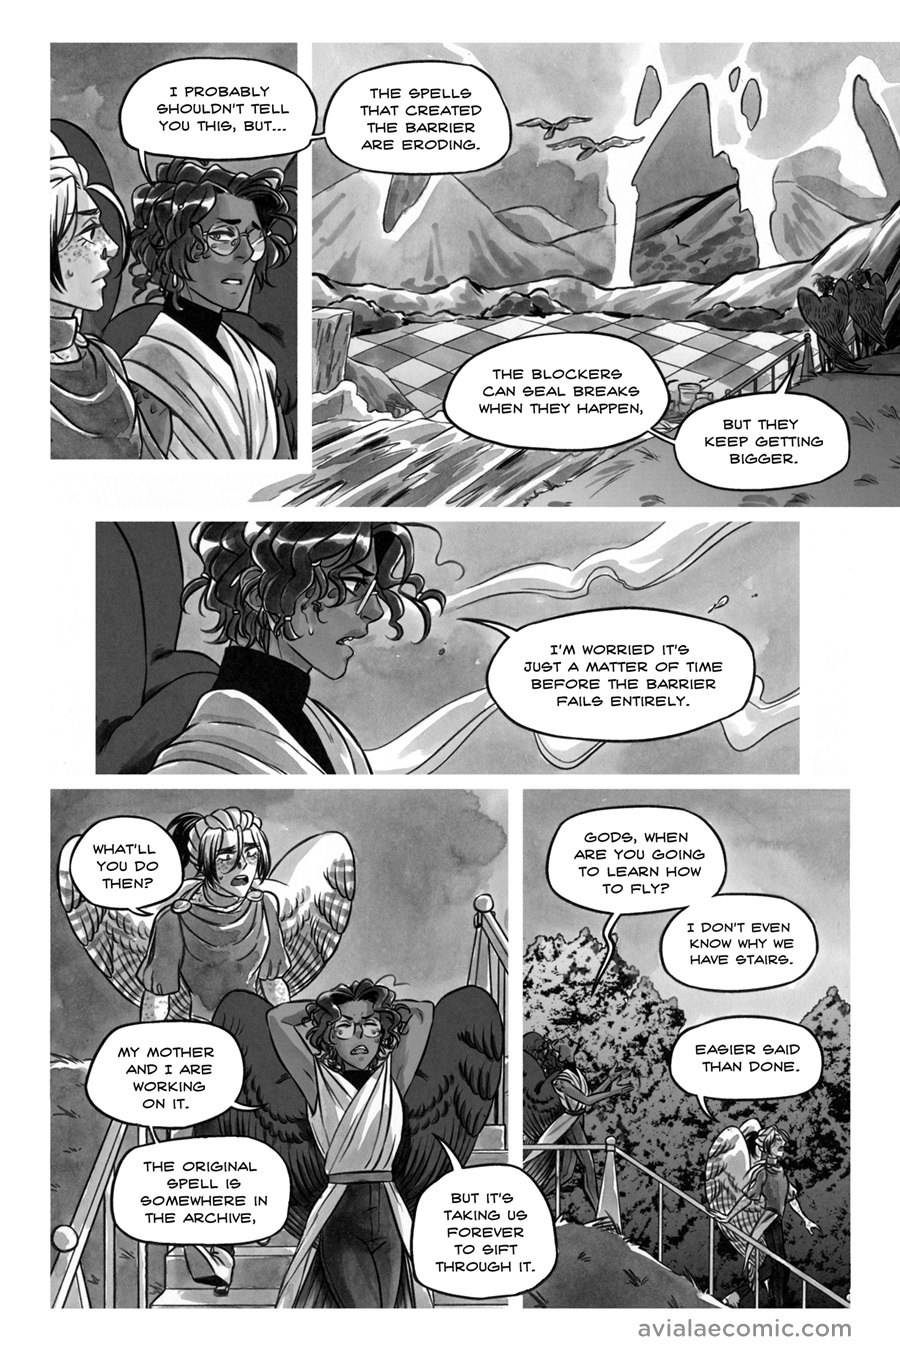 I PROBABLY
SHOULDN'T TELL
YOU THIS, BUT...
THE SPELLS
THAT CREATED
THE BARRIER
ARE ERODING.
THE BLOCKERS
CAN SEAL BREAKS
WHEN THEY HAPPEN,
BUT THEY
KEEP GETTING
BIGGER.
I'M WORRIED IT'S
JUST A MATTER OF TIME
BEFORE THE BARRIER
FAILS ENTIRELY.
WHAT'LL
YOU DO
THEN?
MY MOTHER
AND I ARE
WORKING
ON IT.
THE ORIGINAL
SPELL IS
SOMEWHERE IN
THE ARCHIVE,
BUT IT'S
TAKING US
FOREVER
TO SIFT
THROUGH IT.
GODS, WHEN
ARE YOU GOING
TO LEARN HOW
TO FLY?
I DON'T EVEN
KNOW WHY WE
HAVE STAIRS.
EASIER SAID
THAN DONE.
avialaecomic.com